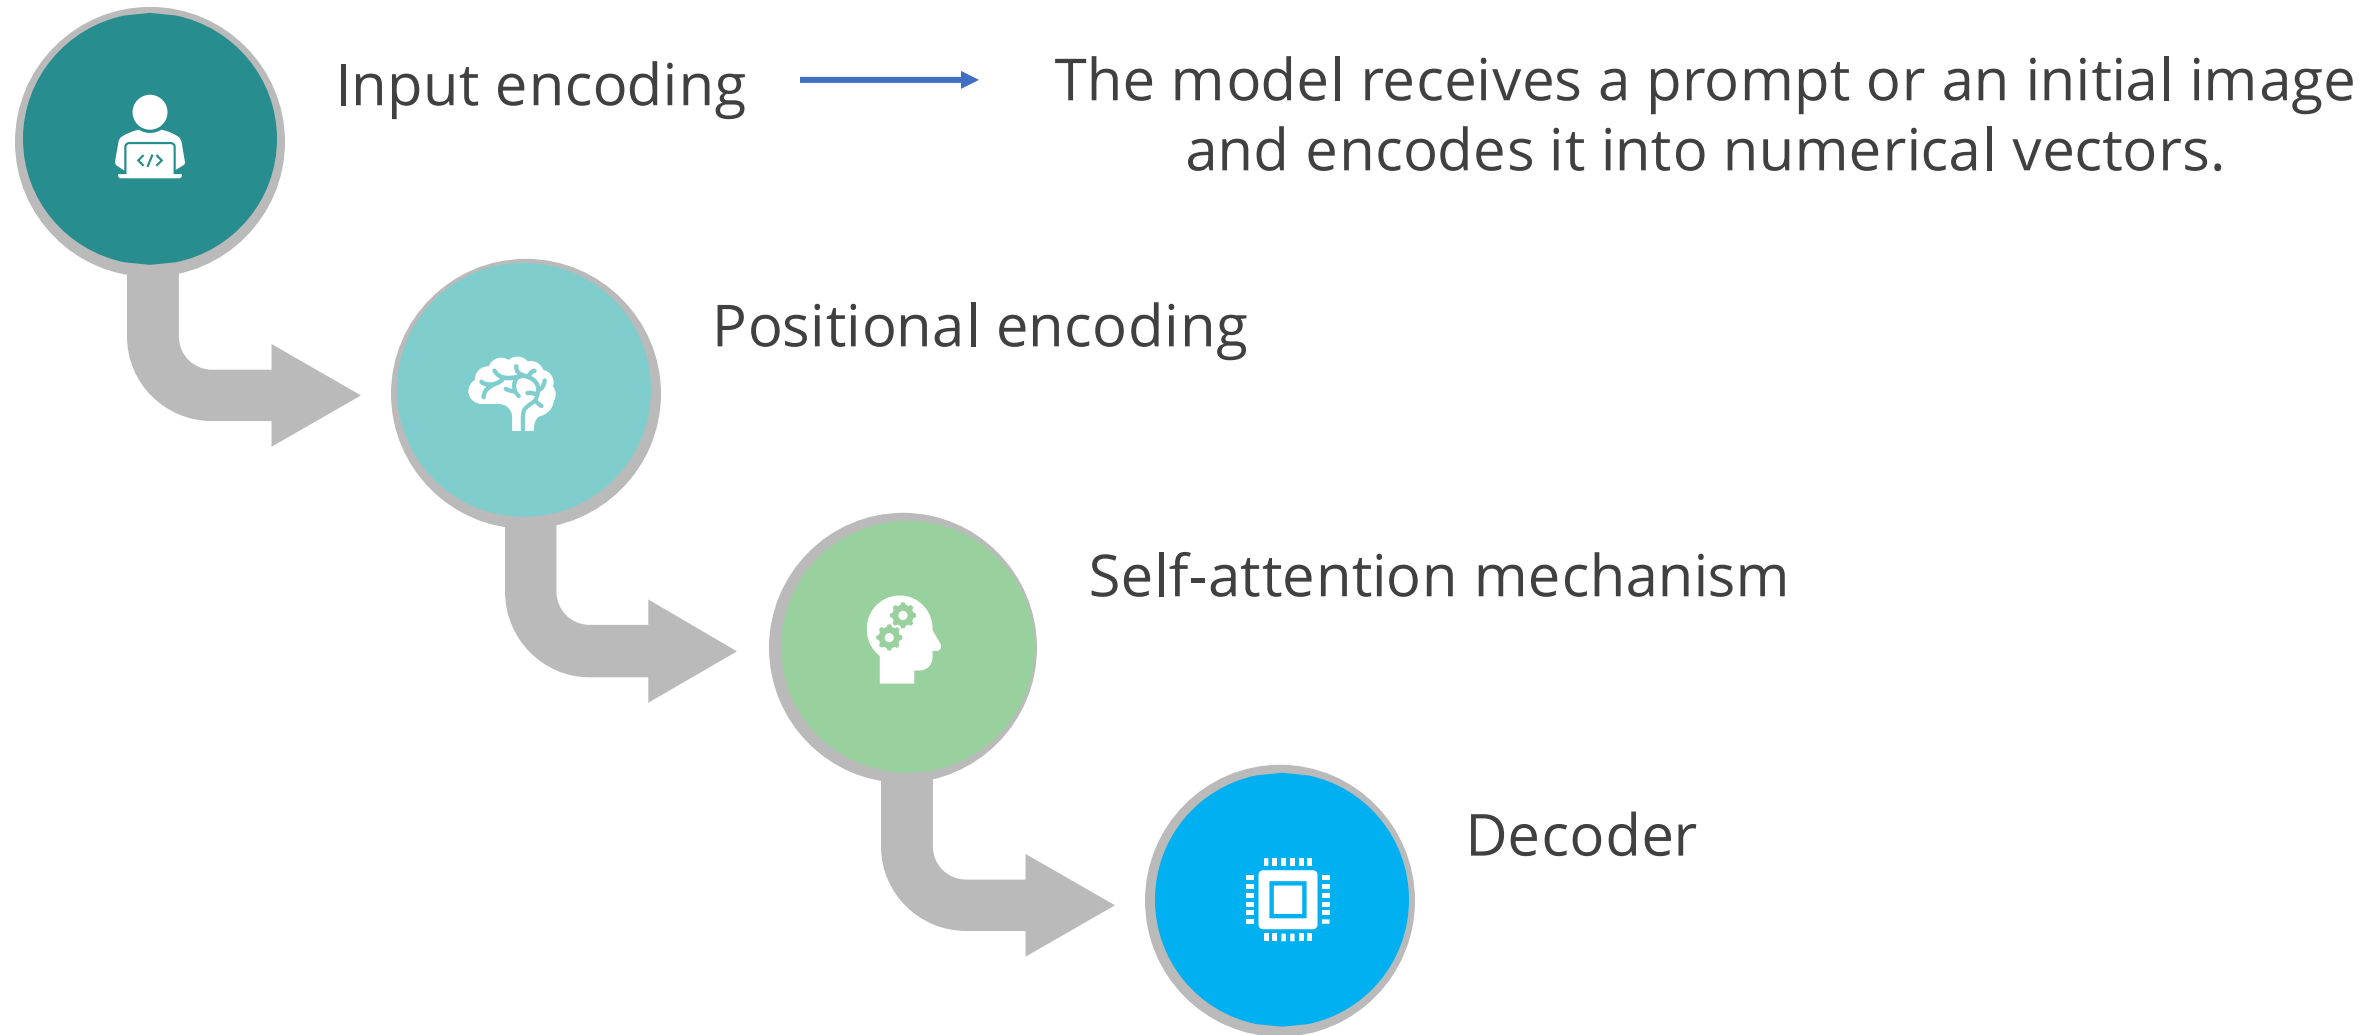 Input encoding
The model receives a prompt or an initial image
and encodes it into numerical vectors.
Positional encoding
Self-attention mechanism
Decoder